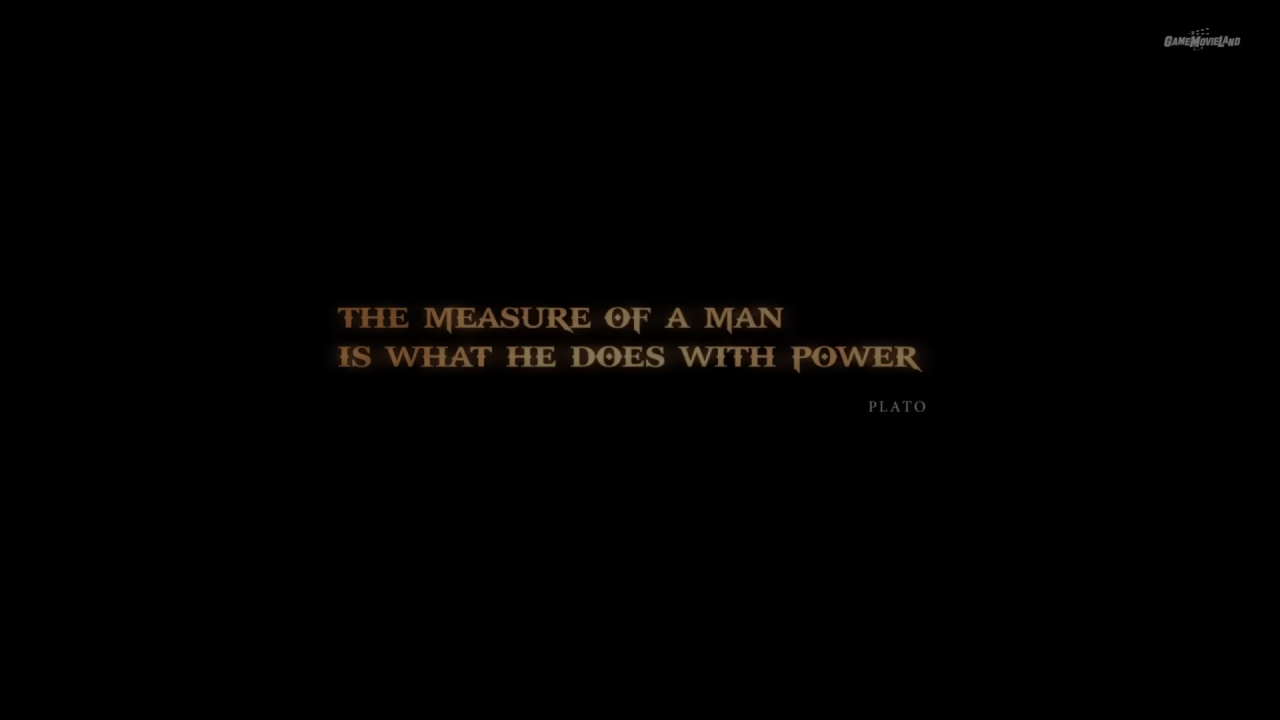 GAMEMOVIELAND
THE MEASURE OF A MAN
IS WHAT HE DOES WITH POWER
PLATO